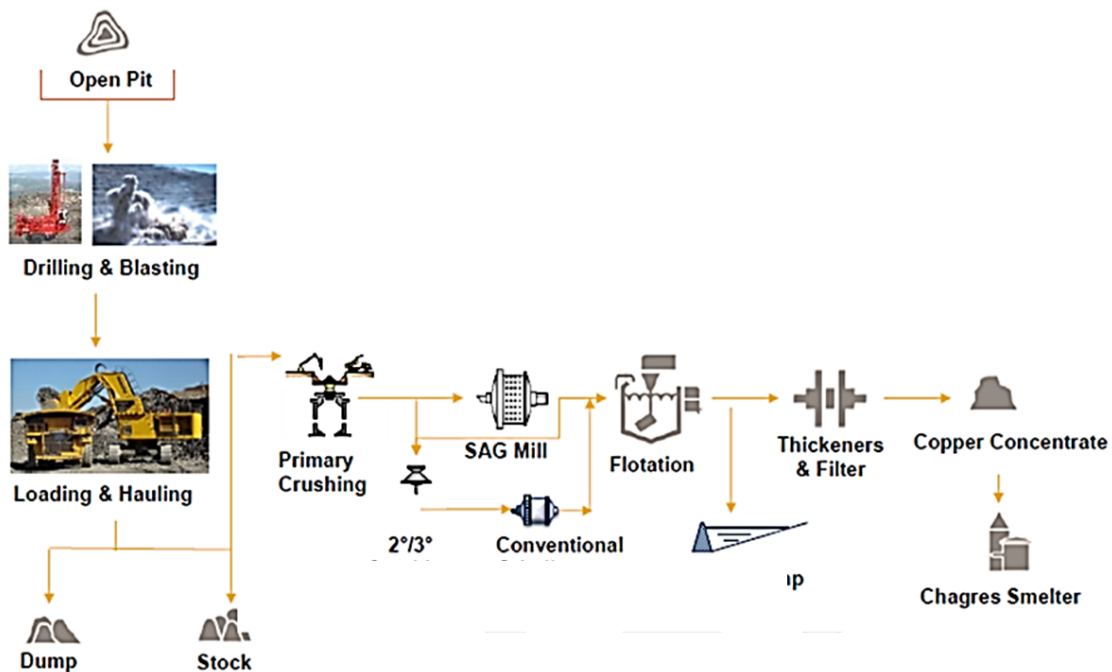 Open Pit
Drilling & Blasting
Loading & Hauling
Dump
Stock
Primary
Crushing
SAG Mill
2°/3°
Conventional
Flotation
Thickeners
& Filter
Copper Concentrate
Chagres Smelter